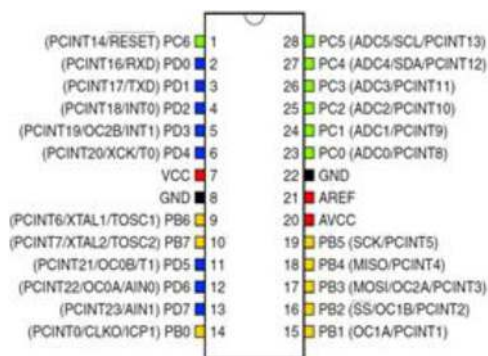 (PCINT14/RESET) PC6 1 28 PC5 (ADC5/SCL/PCINT13)
(PCINT16/RXD) PD0 2 27 PC4 (ADC4/SDA/PCINT12)
(PCINT17/TXD) PD1 3 26 PC3 (ADC3/PCINT11)
(PCINT18/INT0) PD2 4 25 PC2 (ADC2/PCINT10)
(PCINT19/OC2B/INT1) PD3 5 24 PC1 (ADC1/PCINT9)
(PCINT20/XCK/T0) PD4 6 23 PC0 (ADC0/PCINT8)
VCC 7 22 GND
GND 8 21 AREF
(PCINT6/XTAL1/TOSC1) PB6 9 20 AVCC
(PCINT7/XTAL2/TOSC2) PB7 10 19 PB5 (SCK/PCINT5)
(PCINT21/OC0B/T1) PD5 11 18 PB4 (MISO/PCINT4)
(PCINT22/OC0A/AIN0) PD6 12 17 PB3 (MOSI/OC2A/PCINT3)
(PCINT23/AIN1) PD7 13 16 PB2 (SS/OC1B/PCINT2)
(PCINT0/CLKO/ICP1) PB0 14 15 PB1 (OC1A/PCINT1)